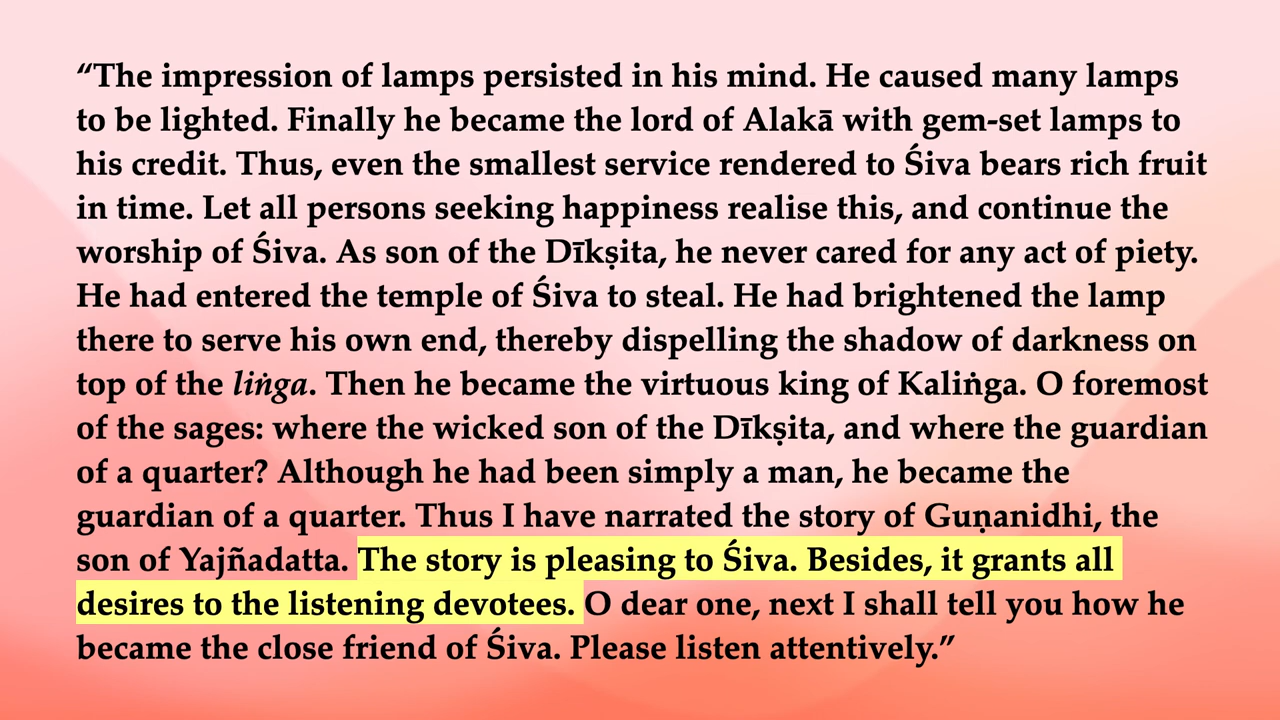 “The impression of lamps persisted in his mind. He caused many lamps
to be lighted. Finally he became the lord of Alakā with gem-set lamps to
his credit. Thus, even the smallest service rendered to Śiva bears rich fruit
in time. Let all persons seeking happiness realise this, and continue the
worship of Śiva. As son of the Dīkṣita, he never cared for any act of piety.
He had entered the temple of Śiva to steal. He had brightened the lamp
there to serve his own end, thereby dispelling the shadow of darkness on
top of the liṅga. Then he became the virtuous king of Kaliṅga. O foremost
of the sages: where the wicked son of the Dīkṣita, and where the guardian
of a quarter? Although he had been simply a man, he became the
guardian of a quarter. Thus I have narrated the story of Guṇanidhi, the
son of Yajñadatta. The story is pleasing to Śiva. Besides, it grants all
desires to the listening devotees. O dear one, next I shall tell you how he
became the close friend of Śiva. Please listen attentively.”